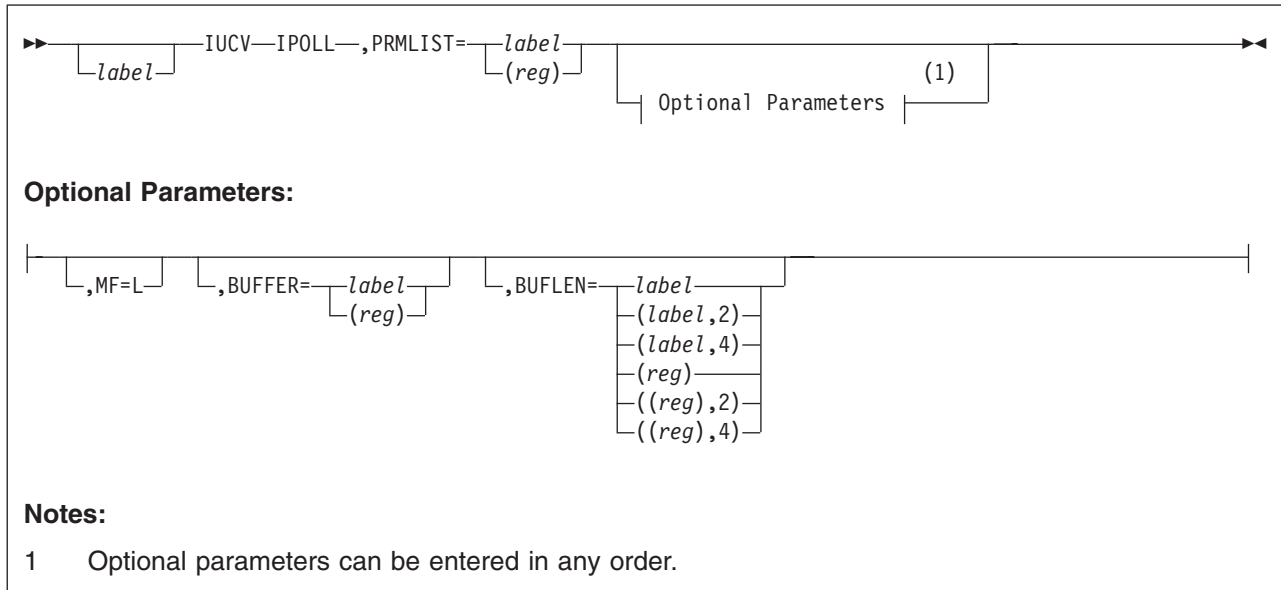 IUCV IPOLL ,PRMLIST= label
label (reg) (1)
Optional Parameters
Optional Parameters:
,MF=L ,BUFFER= label ,BUFLEN= label
(reg) (label,2)
(label,4)
(reg)
((reg),2)
((reg),4)
Notes:
1 Optional parameters can be entered in any order.